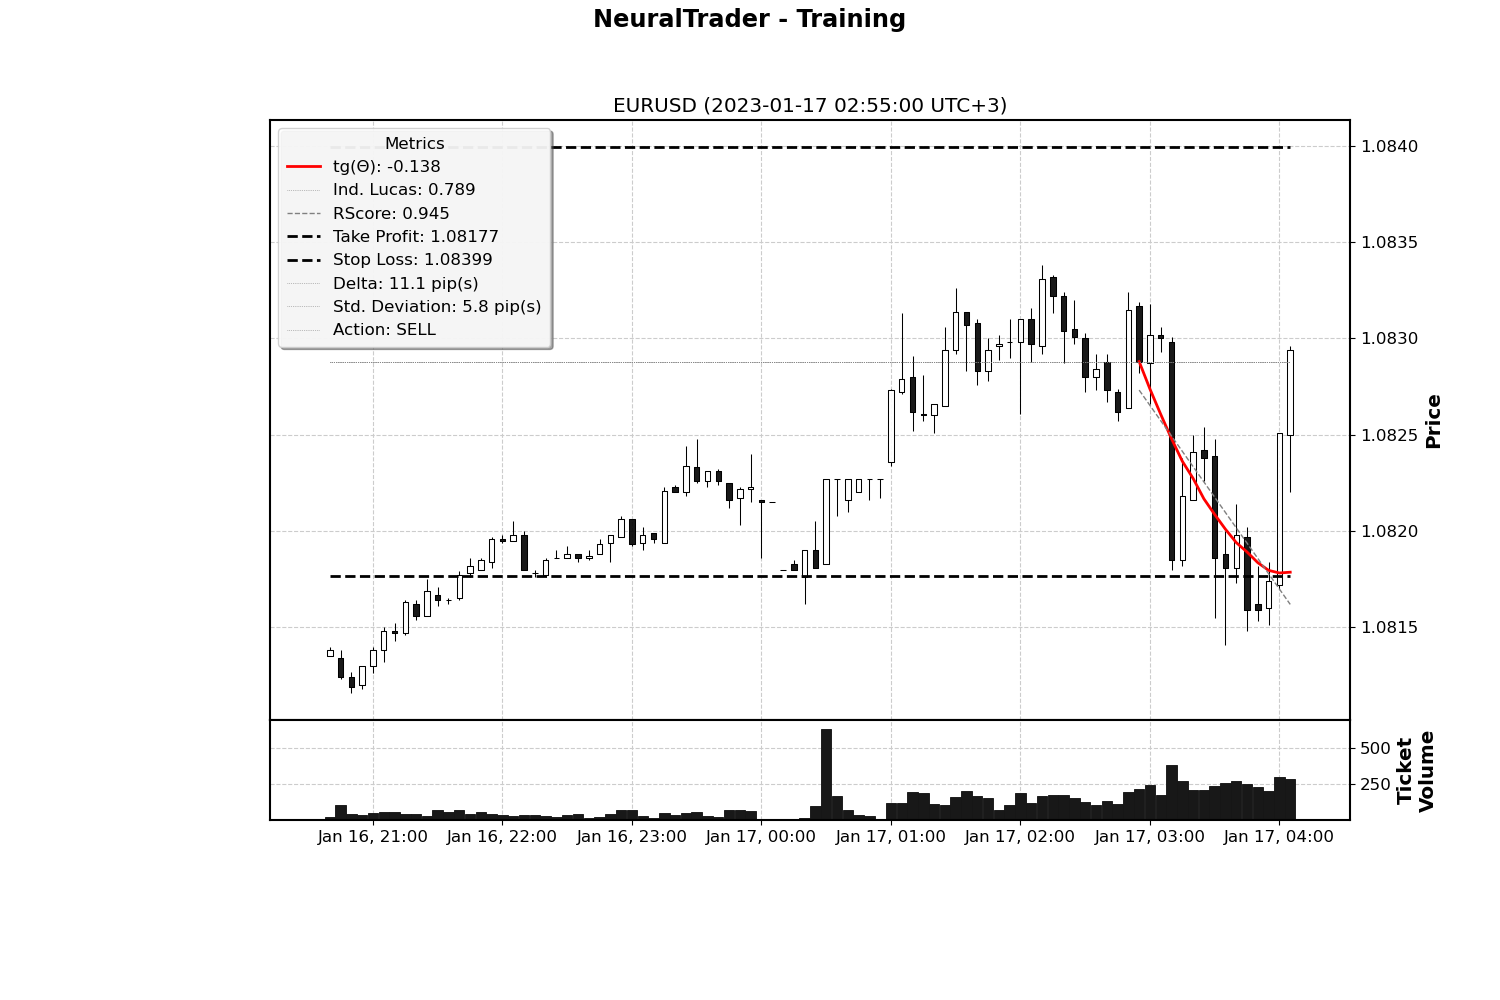 NeuralTrader - Training
EURUSD (2023-01-17 02:55:00 UTC+3)
Metrics
tg(Θ): -0.138
Ind. Lucas: 0.789
RScore: 0.945
Take Profit: 1.08177
Stop Loss: 1.08399
Delta: 11.1 pip(s)
Std. Deviation: 5.8 pip(s)
Action: SELL
1.0840
1.0835
1.0830
1.0825
1.0820
1.0815
Price
500
250
Ticket
Volume
Jan 16, 21:00
Jan 16, 22:00
Jan 16, 23:00
Jan 17, 00:00
Jan 17, 01:00
Jan 17, 02:00
Jan 17, 03:00
Jan 17, 04:00